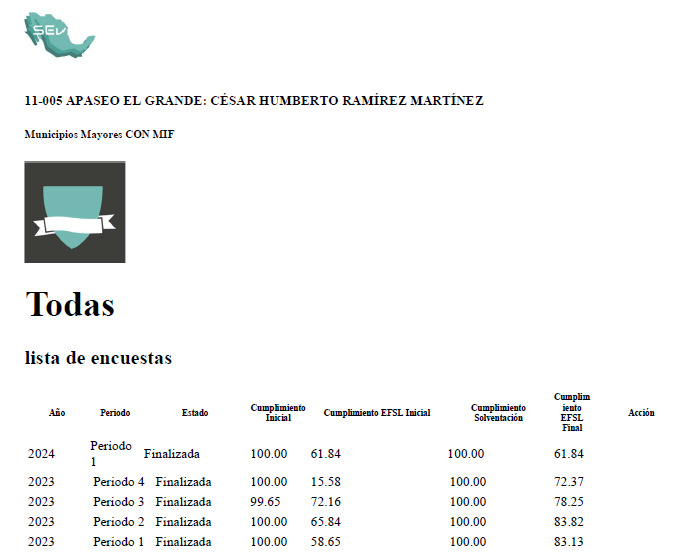 SEv
11-005 APASEO EL GRANDE: CÉSAR HUMBERTO RAMÍREZ MARTÍNEZ
Municipios Mayores CON MIF
Todas
lista de encuestas
Año Periodo Estado Cumplimiento Inicial Cumplimiento EFSL Inicial Cumplimiento Solventación Cumplimiento EFSL Final Acción
2024 Periodo 1 Finalizada 100.00 61.84 100.00 61.84
2023 Periodo 4 Finalizada 100.00 15.58 100.00 72.37
2023 Periodo 3 Finalizada 99.65 72.16 100.00 78.25
2023 Periodo 2 Finalizada 100.00 65.84 100.00 83.82
2023 Periodo 1 Finalizada 100.00 58.65 100.00 83.13